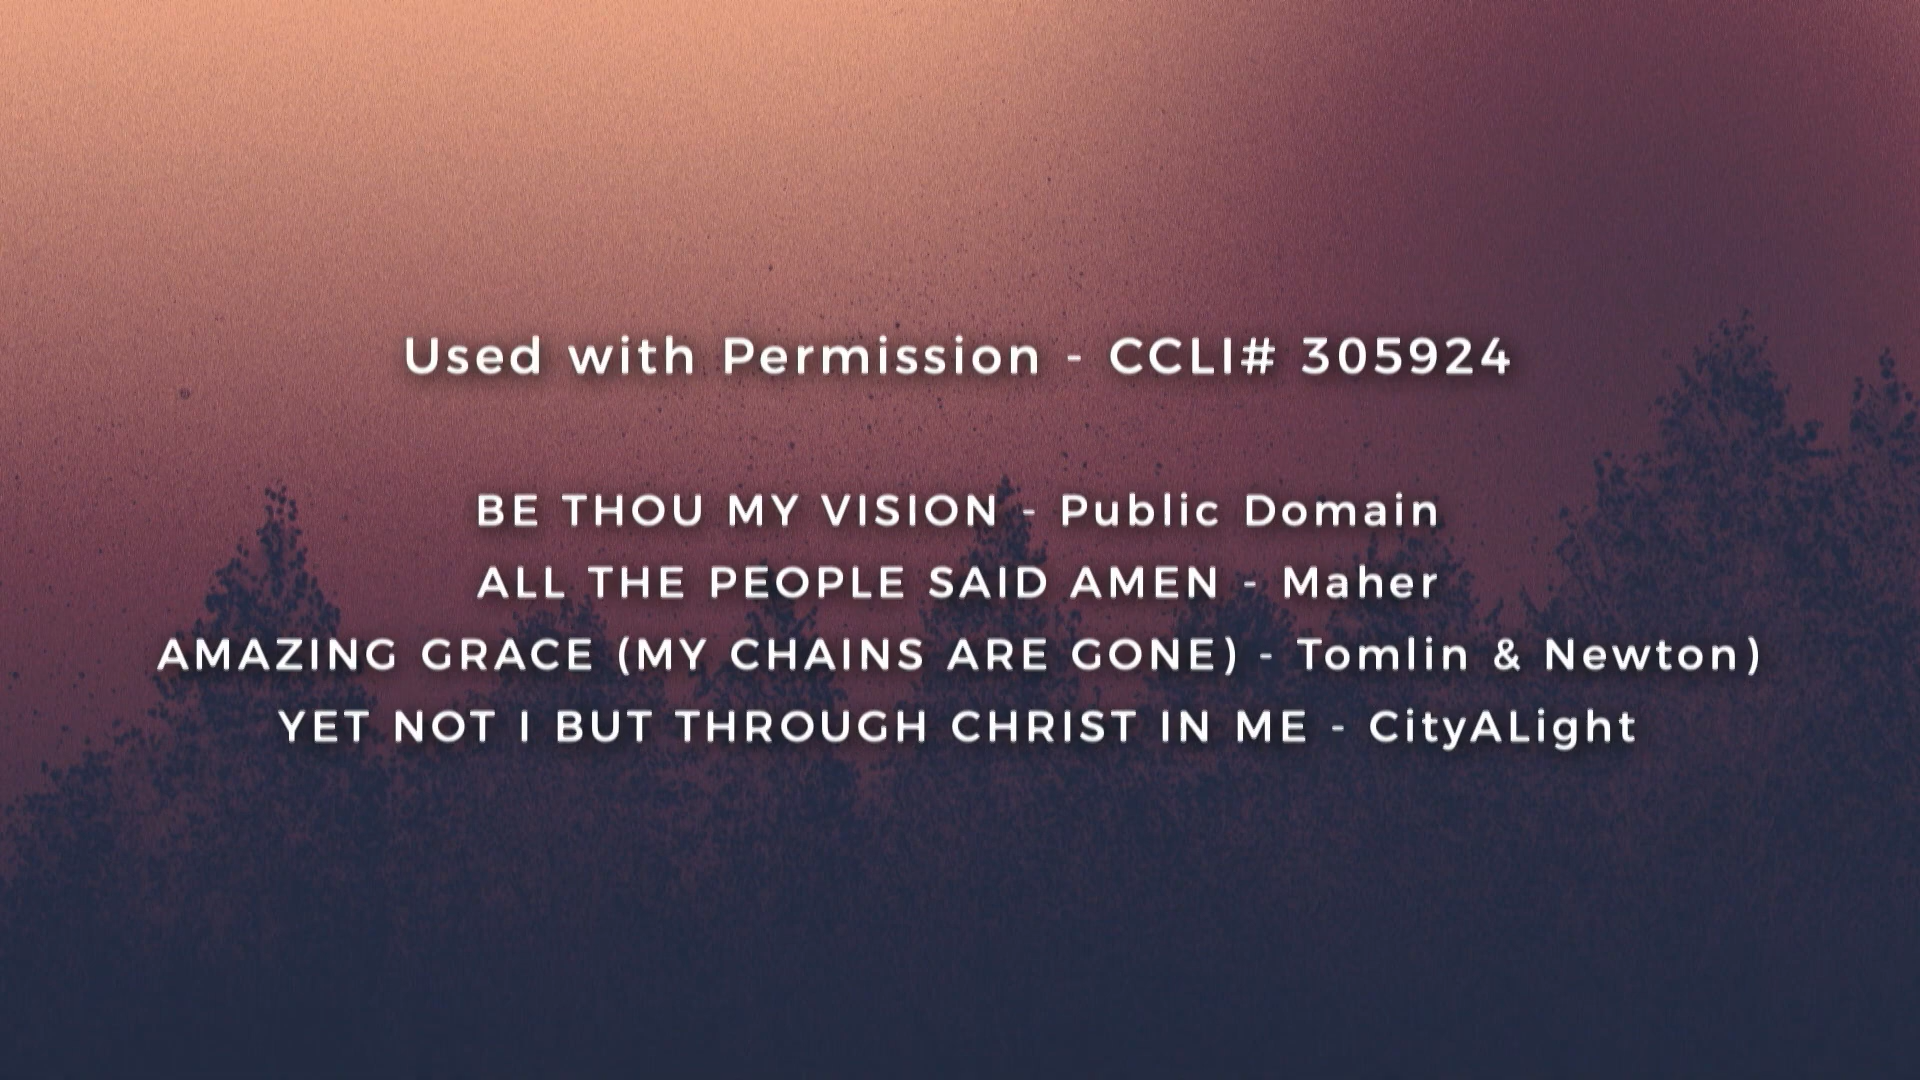 Used with Permission - CCLI# 305924
BE THOU MY VISION - Public Domain
ALL THE PEOPLE SAID AMEN - Maher
AMAZING GRACE (MY CHAINS ARE GONE) - Tomlin & Newton)
YET NOT I BUT THROUGH CHRIST IN ME - CityALight